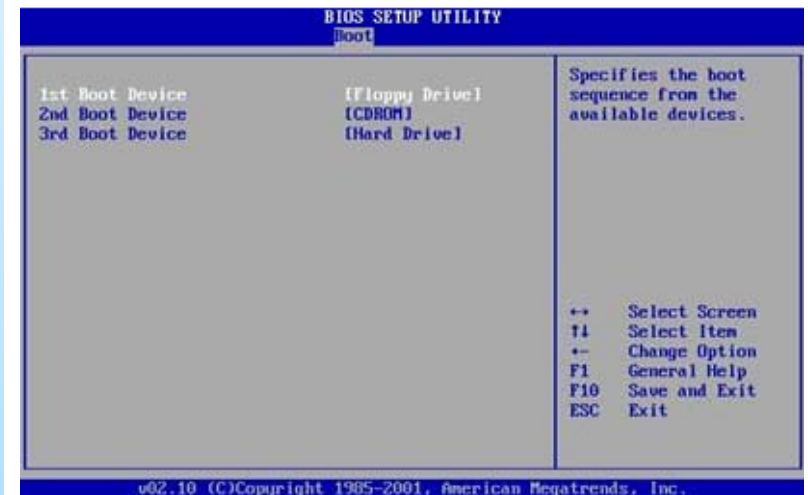 BIOS SETUP UTILITY
Boot
1st Boot Device [Floppy Drive]
2nd Boot Device [CDROM]
3rd Boot Device [Hard Drive]
Specifies the boot
sequence from the
available devices.
↔ Select Screen
↑↓ Select Item
+- Change Option
F1 General Help
F10 Save and Exit
ESC Exit
v02.10 (C)Copyright 1985-2001, American Megatrends, Inc.